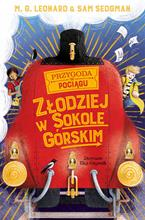 M. G. LEONARD & SAM SEDGMAN
PRZYGODA
W
POCIĄGU
ZŁODZIEJ
W SOKOLE
GÓRSKIM